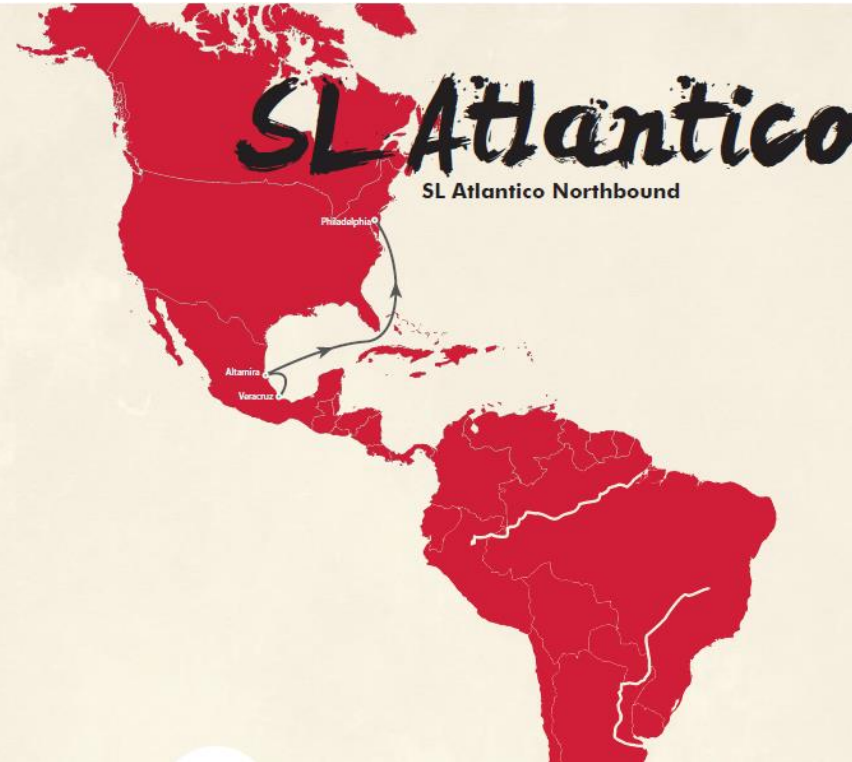 SL Atlantico
SL Atlantico Northbound
Philadelphia
Altamira
Veracruz